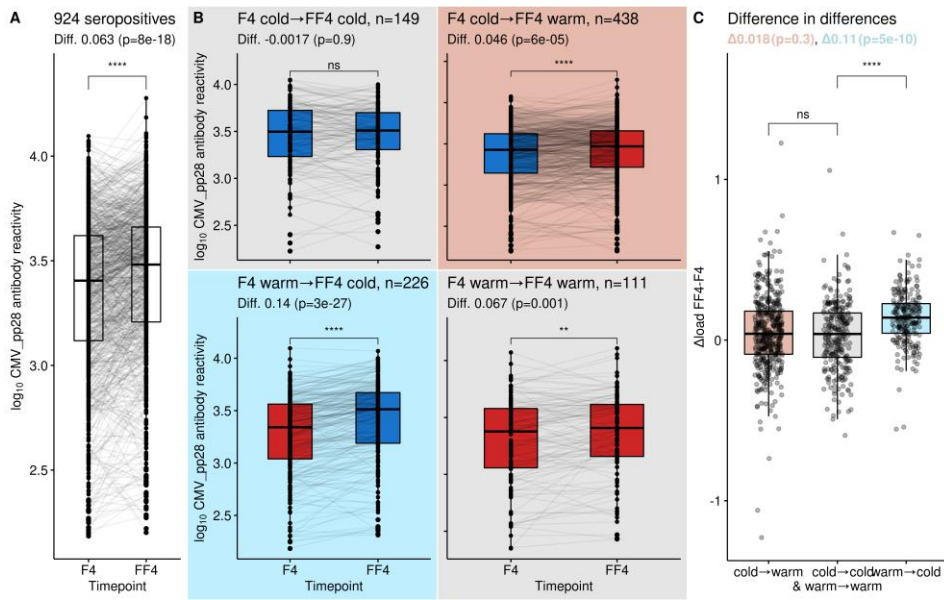 A
924 seropositives
Diff. 0.063 (p=8e-18)
****
log₁₀ CMV_pp28 antibody reactivity
4.0
3.5
3.0
2.5
F4
FF4
Timepoint
B
F4 cold→FF4 cold, n=149
Diff. -0.0017 (p=0.9)
ns
log₁₀ CMV_pp28 antibody reactivity
4.0
3.5
3.0
2.5
F4 cold→FF4 warm, n=438
Diff. 0.046 (p=6e-05)
****
F4 warm→FF4 cold, n=226
Diff. 0.14 (p=3e-27)
****
log₁₀ CMV_pp28 antibody reactivity
4.0
3.5
3.0
2.5
F4
FF4
Timepoint
F4 warm→FF4 warm, n=111
Diff. 0.067 (p=0.001)
**
F4
FF4
Timepoint
C
Difference in differences
Δ0.018(p=0.3), Δ0.11(p=5e-10)
****
ns
Δload FF4-F4
1
0
-1
cold→warm
cold→cold
& warm→warm
warm→cold